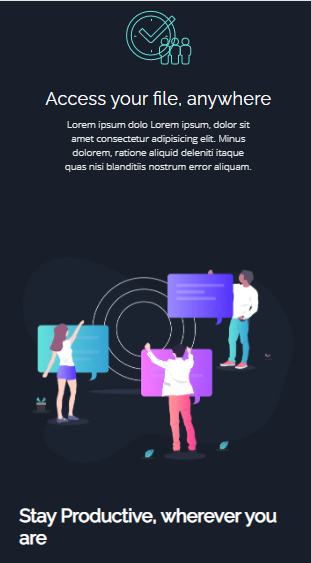 Access your file, anywhere
Lorem ipsum dolo Lorem ipsum, dolor sit
amet consectetur adipisicing elit. Minus
dolorem, ratione aliquid deleniti itaque
quas nisi blanditiis nostrum error aliquam.
Stay Productive, wherever you
are